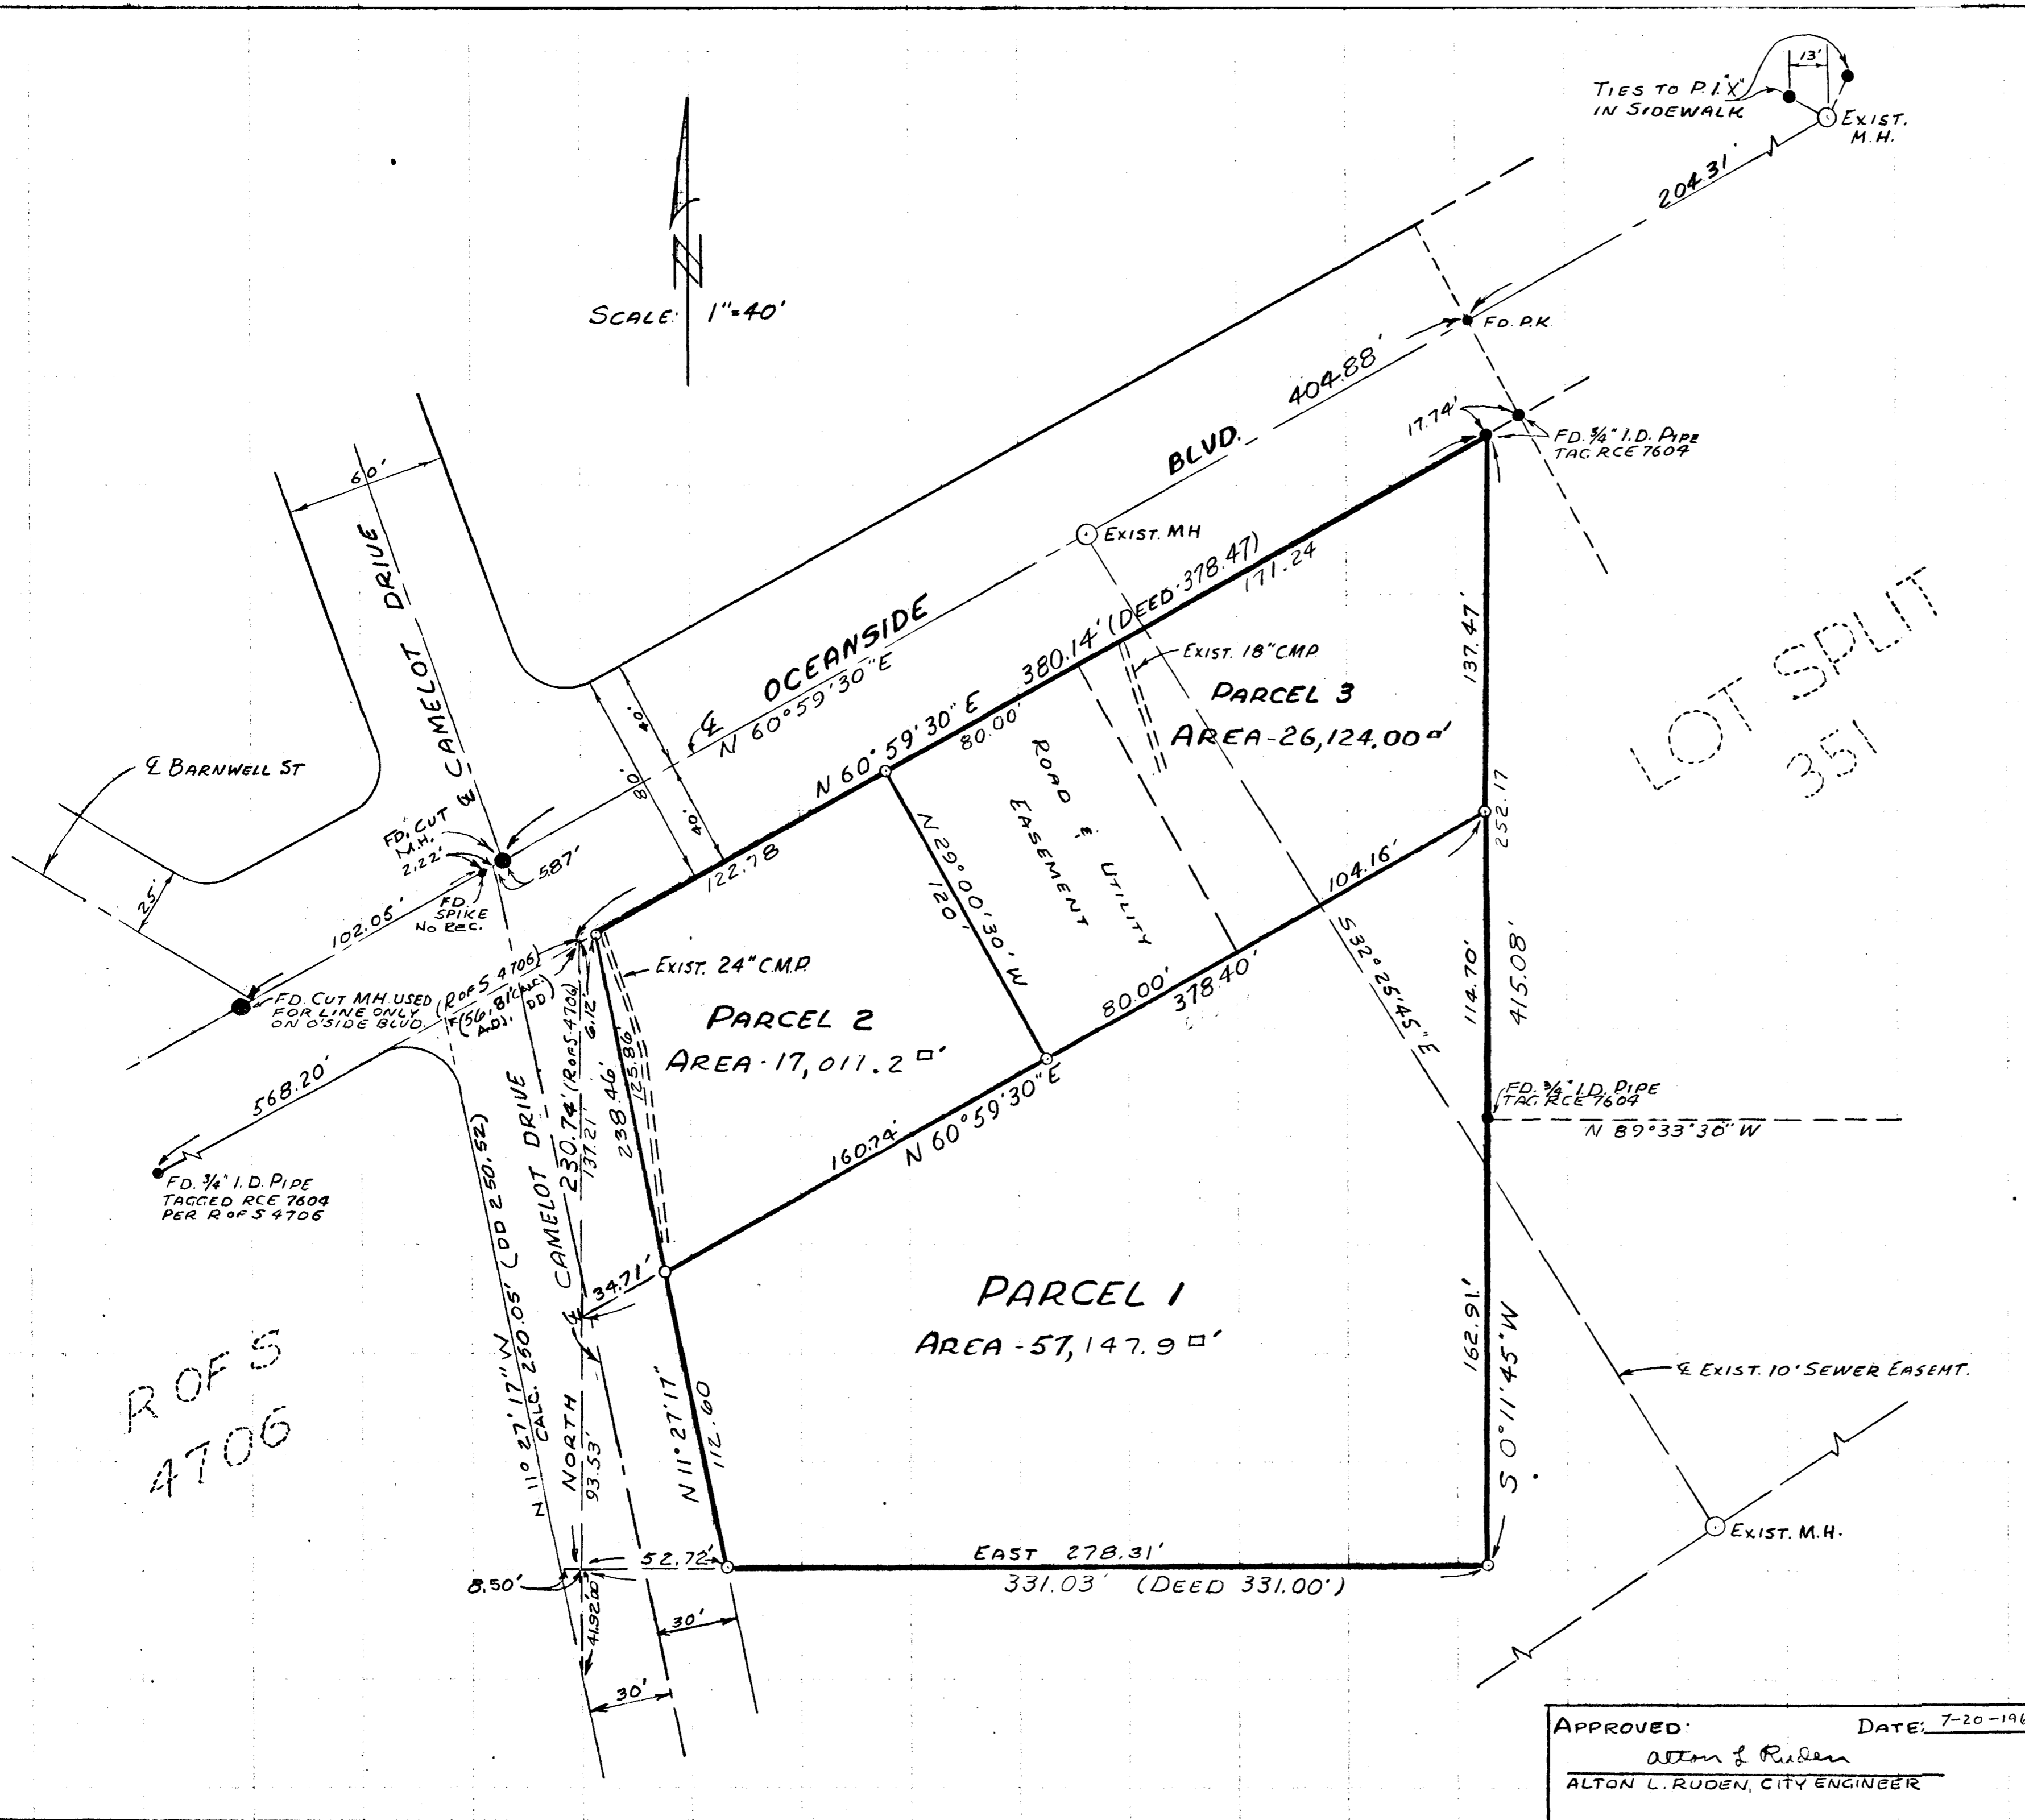 TIES TO P.I. "X"
IN SIDEWALK
13'
EXIST.
M.H.
204.31'
N
SCALE: 1"=40'
FD. P.K.
404.88'
BLVD.
17.74'
FD. 3/4" I.D. PIPE
TAG RCE 7604
60'
℄ CAMELOT DRIVE
EXIST. MH
OCEANSIDE
℄ N 60°59'30"E
N 60°59'30"E 380.14' (DEED·378.47)
171.24
80.00'
122.78
40'
80'
40'
EXIST. 18" CMP
PARCEL 3
AREA-26,124.00 □'
137.47'
LOT SPLIT
351
℄ BARNWELL ST
25'
FD. CUT
M.H.
2.22'
5.87'
FD.
SPIKE
NO REC.
102.05'
ROAD & UTILITY
EASEMENT
N 29°00'30"W
120'
104.16'
252.17
FD. CUT MH USED
FOR LINE ONLY
ON O'SIDE BLVD.
(R OF S 4706)
(56.81' CALC.
ADJ. DD)
6.12'
EXIST. 24" C.M.P.
PARCEL 2
AREA-17,011.2 □'
80.00'
378.40'
S 32°25'45"E
114.70'
415.08'
568.20'
FD. 3/4" I.D. PIPE
TAGGED RCE 7604
PER R OF S 4706
230.74' (R OF S 4706)
137.21'
238.46'
125.86'
160.74'
N 60°59'30"E
FD. 3/4" I.D. PIPE
TAG RCE 7604
N 89°33'30"W
34.71'
℄ CAMELOT DRIVE
N 11°27'17"W
CALC. 250.05' (DD 250.52)
NORTH
93.53'
N 11°27'17"
112.60
PARCEL 1
AREA-57,147.9 □'
162.91'
S 0°11'45"W
℄ EXIST. 10' SEWER EASEMT.
R OF S
4706
EXIST. M.H.
8.50'
52.72'
EAST 278.31'
331.03' (DEED 331.00')
30'
30'
APPROVED: DATE: 7-20-196
Alton L Ruden
ALTON L. RUDEN, CITY ENGINEER